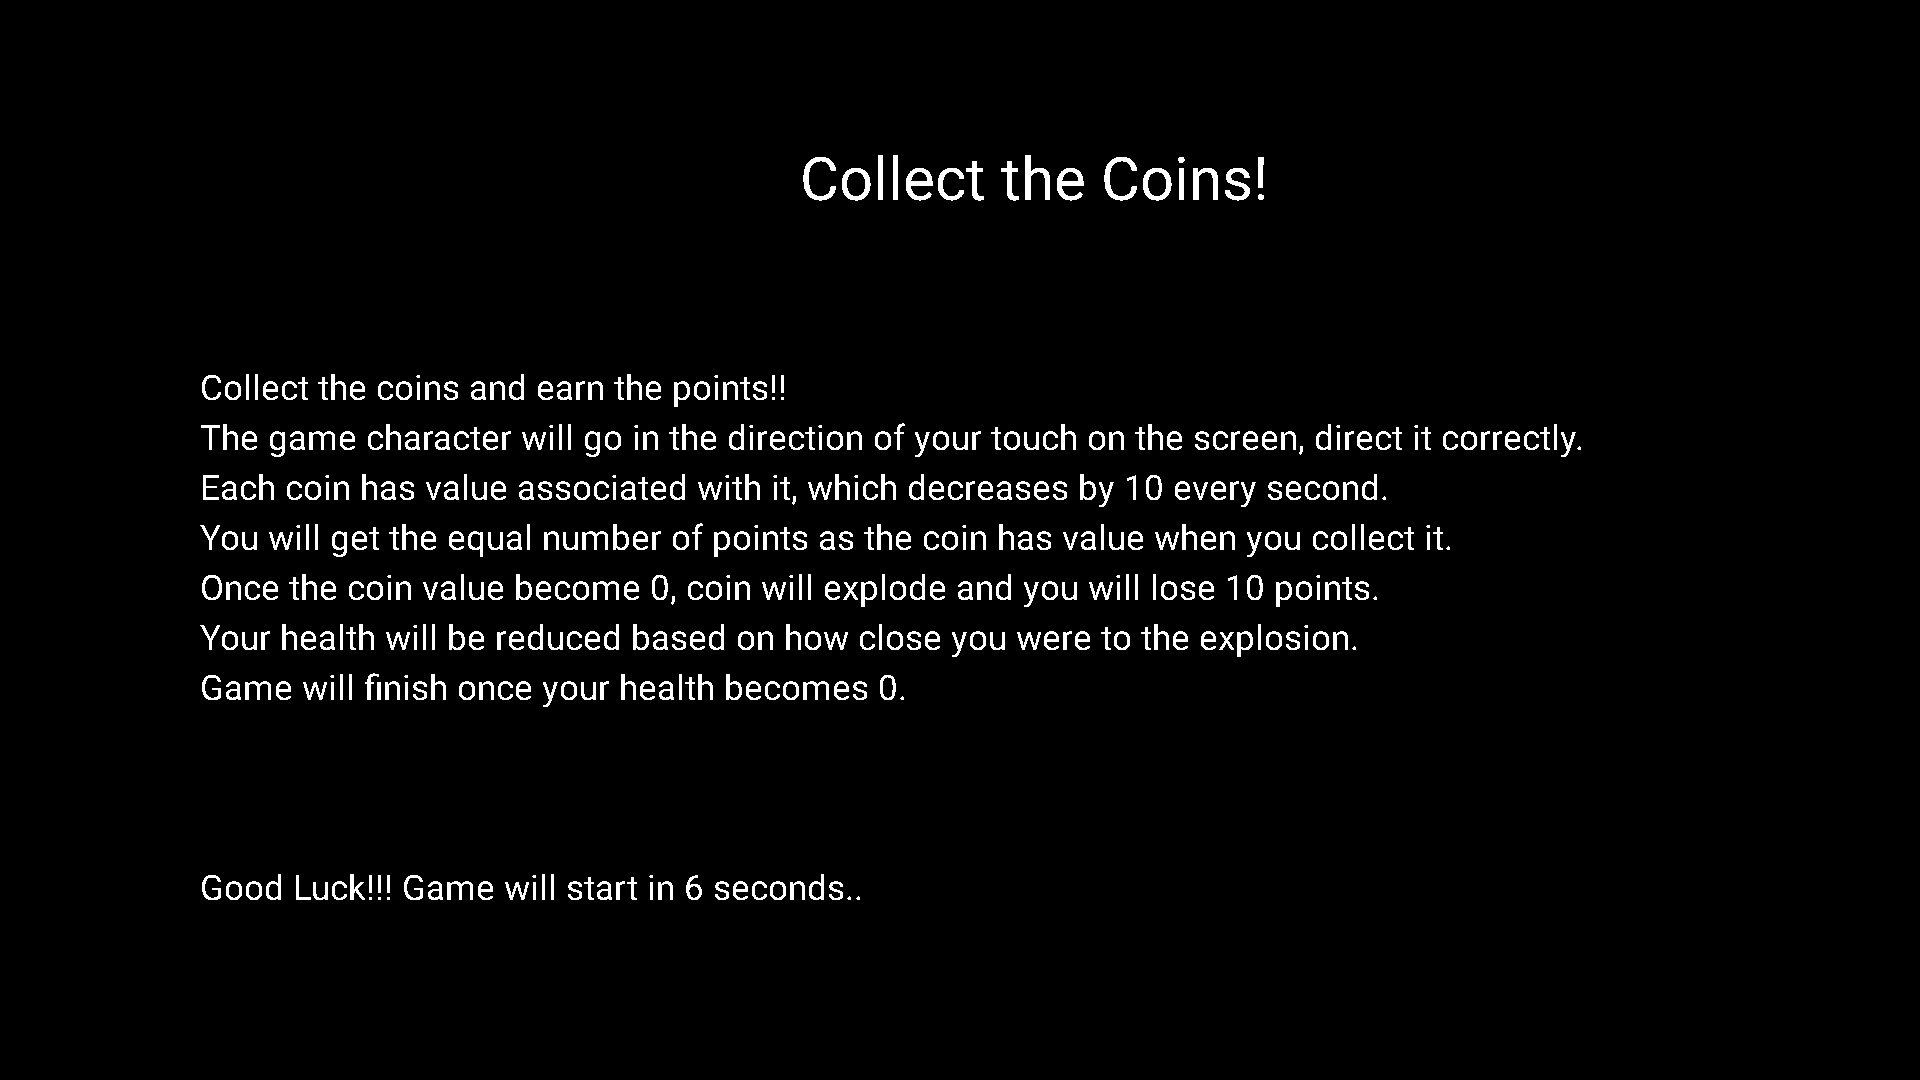 Collect the Coins!
Collect the coins and earn the points!!
The game character will go in the direction of your touch on the screen, direct it correctly.
Each coin has value associated with it, which decreases by 10 every second.
You will get the equal number of points as the coin has value when you collect it.
Once the coin value become 0, coin will explode and you will lose 10 points.
Your health will be reduced based on how close you were to the explosion.
Game will finish once your health becomes 0.
Good Luck!!! Game will start in 6 seconds..